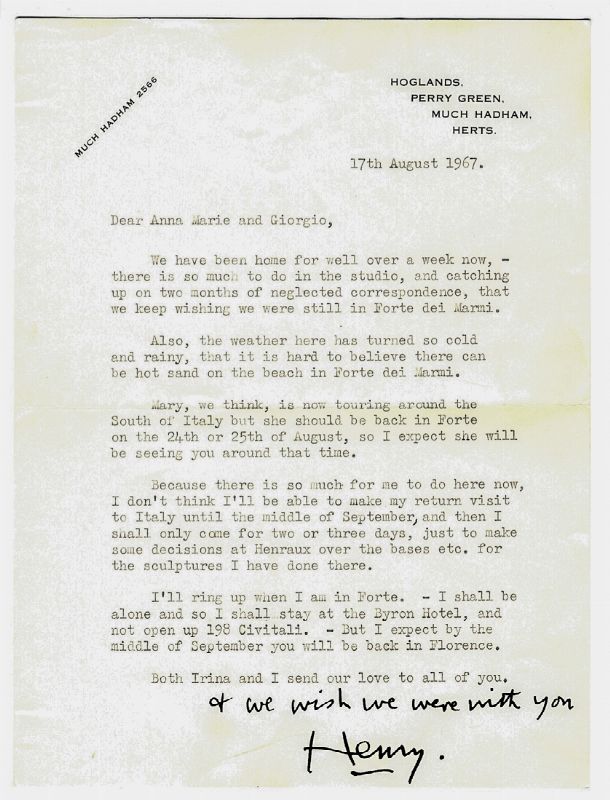 MUCH HADHAM 2566
HOGLANDS,
PERRY GREEN,
MUCH HADHAM,
HERTS.
17th August 1967.
Dear Anna Marie and Giorgio,
We have been home for well over a week now, -
there is so much to do in the studio, and catching
up on two months of neglected correspondence, that
we keep wishing we were still in Forte dei Marmi.
Also, the weather here has turned so cold
and rainy, that it is hard to believe there can
be hot sand on the beach in Forte dei Marmi.
Mary, we think, is now touring around the
South of Italy but she should be back in Forte
on the 24th or 25th of August, so I expect she will
be seeing you around that time.
Because there is so much for me to do here now,
I don't think I'll be able to make my return visit
to Italy until the middle of September, and then I
shall only come for two or three days, just to make
some decisions at Henraux over the bases etc. for
the sculptures I have done there.
I'll ring up when I am in Forte. - I shall be
alone and so I shall stay at the Byron Hotel, and
not open up 198 Civitali. - But I expect by the
middle of September you will be back in Florence.
Both Irina and I send our love to all of you.
& we wish we were with you
Henry.